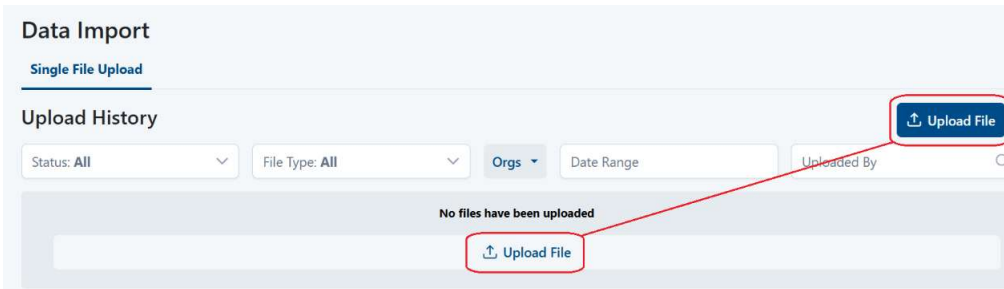 Data Import
Single File Upload
Upload History
Upload File
Status: All
File Type: All
Orgs
Date Range
Uploaded By
No files have been uploaded
Upload File